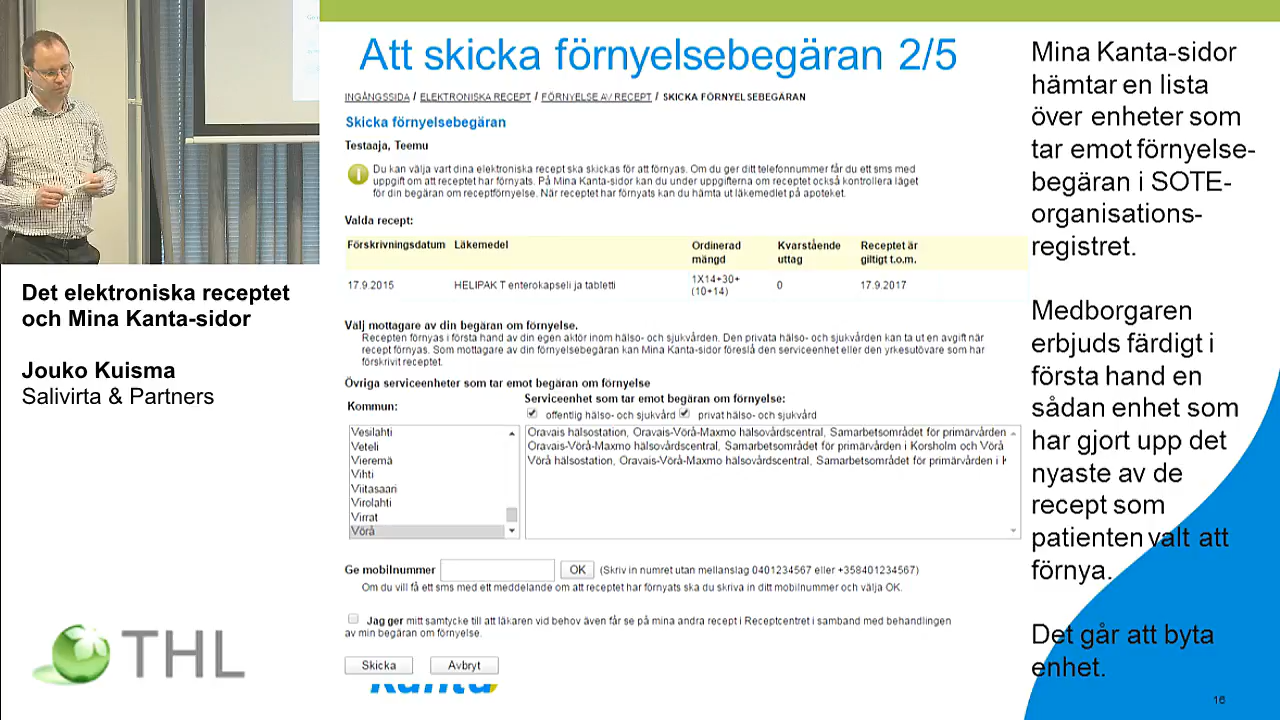 Att skicka förnyelsebegäran 2/5
INGÅNGSSIDA / ELEKTRONISKA RECEPT / FÖRNYELSE AV RECEPT / SKICKA FÖRNYELSEBEGÄRAN
Skicka förnyelsebegäran
Testaaja, Teemu
Du kan välja vart dina elektroniska recept ska skickas för att förnyas. Om du ger ditt telefonnummer får du ett sms med
uppgift om att receptet har förnyats. På Mina Kanta-sidor kan du under uppgifterna om receptet också kontrollera läget
för din begäran om receptförnyelse. När receptet har förnyats kan du hämta ut läkemedlet på apoteket.
Valda recept:
Förskrivningsdatum Läkemedel Ordinerad mängd Kvarstående uttag Receptet är giltigt t.o.m.
17.9.2015 HELIPAK T enterokapseli ja tabletti 1X14+30+ (10+14) 0 17.9.2017
Välj mottagare av din begäran om förnyelse.
Recepten förnyas i första hand av din egen aktör inom hälso- och sjukvården. Den privata hälso- och sjukvården kan ta ut en avgift när
recept förnyas. Som mottagare av din förnyelsebegäran kan Mina Kanta-sidor föreslå den serviceenhet eller den yrkesutövare som har
förskrivit receptet.
Övriga serviceenheter som tar emot begäran om förnyelse
Kommun:
Vesilahti
Veteli
Vieremä
Vihti
Viitasaari
Virolahti
Virrat
Vörå
Serviceenhet som tar emot begäran om förnyelse:
offentlig hälso- och sjukvård privat hälso- och sjukvård
Oravais hälsostation, Oravais-Vörå-Maxmo hälsovårdscentral, Samarbetsområdet för primärvården
Oravais-Vörå-Maxmo hälsovårdscentral, Samarbetsområdet för primärvården i Korsholm och Vörå
Vörå hälsostation, Oravais-Vörå-Maxmo hälsovårdscentral, Samarbetsområdet för primärvården i
Ge mobilnummer OK (Skriv in numret utan mellanslag 0401234567 eller +358401234567)
Om du vill få ett sms med ett meddelande om att receptet har förnyats ska du skriva in ditt mobilnummer och välja OK.
Jag ger mitt samtycke till att läkaren vid behov även får se på mina andra recept i Receptcentret i samband med behandlingen
av min begäran om förnyelse.
Skicka Avbryt
Kanta
Mina Kanta-sidor
hämtar en lista
över enheter som
tar emot förnyelse-
begäran i SOTE-
organisations-
registret.
Medborgaren
erbjuds färdigt i
första hand en
sådan enhet som
har gjort upp det
nyaste av de
recept som
patienten valt att
förnya.
Det går att byta
enhet.
16
Det elektroniska receptet
och Mina Kanta-sidor
Jouko Kuisma
Salivirta & Partners
THL